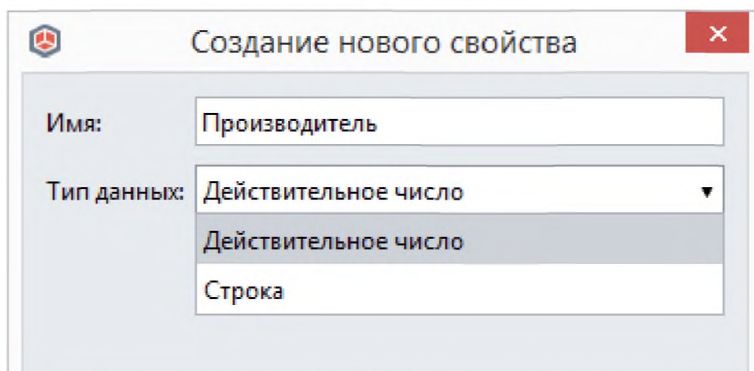 Создание нового свойства
Имя: Производитель
Тип данных: Действительное число
Действительное число
Строка